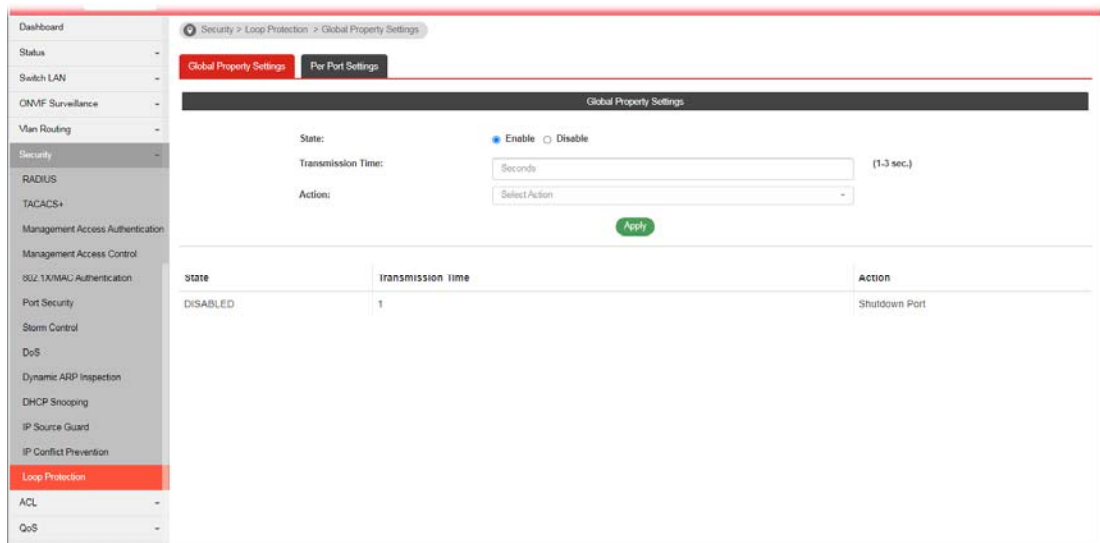 Dashboard
Status
Switch LAN
ONVIF Surveillance
Vlan Routing
Security
RADIUS
TACACS+
Management Access Authentication
Management Access Control
802.1X/MAC Authentication
Port Security
Storm Control
DoS
Dynamic ARP Inspection
DHCP Snooping
IP Source Guard
IP Conflict Prevention
Loop Protection
ACL
QoS
Security > Loop Protection > Global Property Settings
Global Property Settings Per Port Settings
Global Property Settings
State: Enable Disable
Transmission Time: Seconds (1-3 sec.)
Action: Select Action
Apply
State Transmission Time Action
DISABLED 1 Shutdown Port